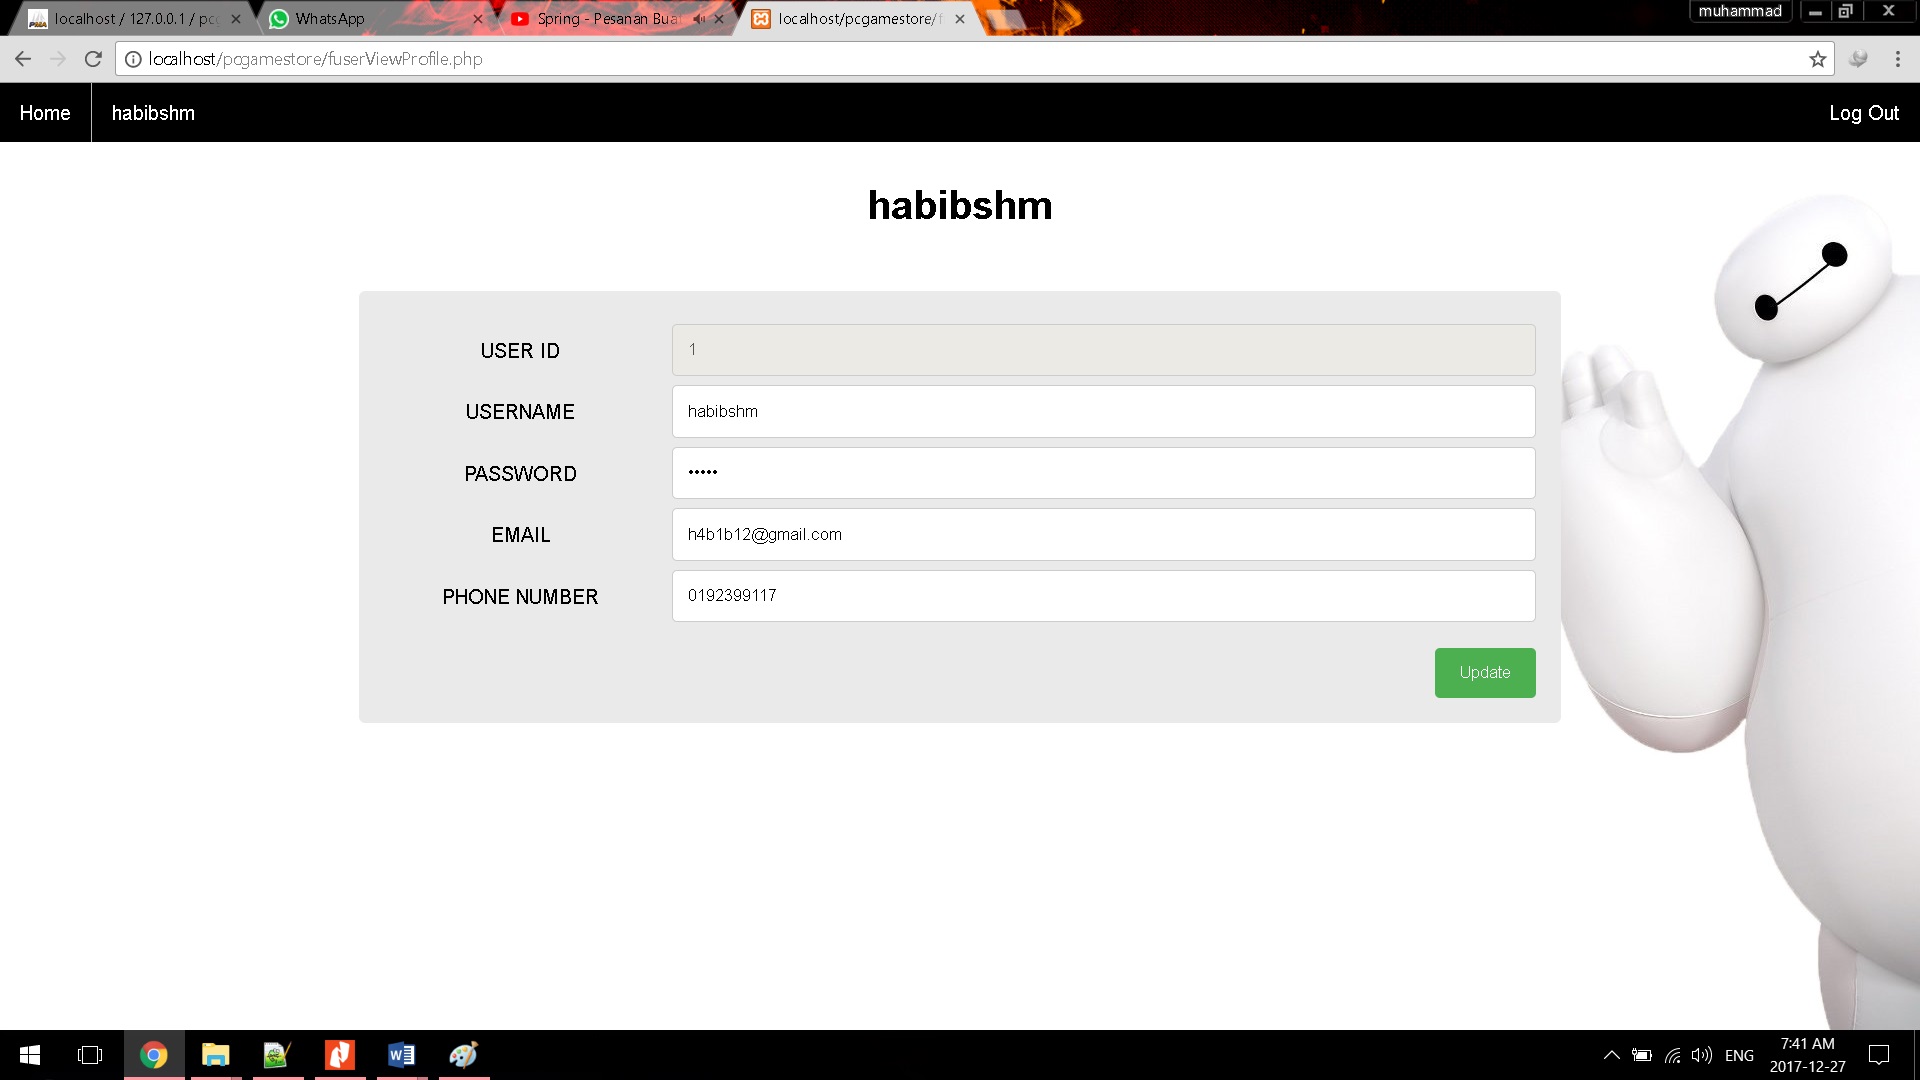 localhost / 127.0.0.1 / pcg
WhatsApp
Spring - Pesanan Bua
localhost/pcgamestore/f
muhammad
localhost/pcgamestore/fuserViewProfile.php
Home
habibshm
Log Out
habibshm
USER ID
1
USERNAME
habibshm
PASSWORD
•••••
EMAIL
h4b1b12@gmail.com
PHONE NUMBER
0192399117
Update
ENG
7:41 AM
2017-12-27